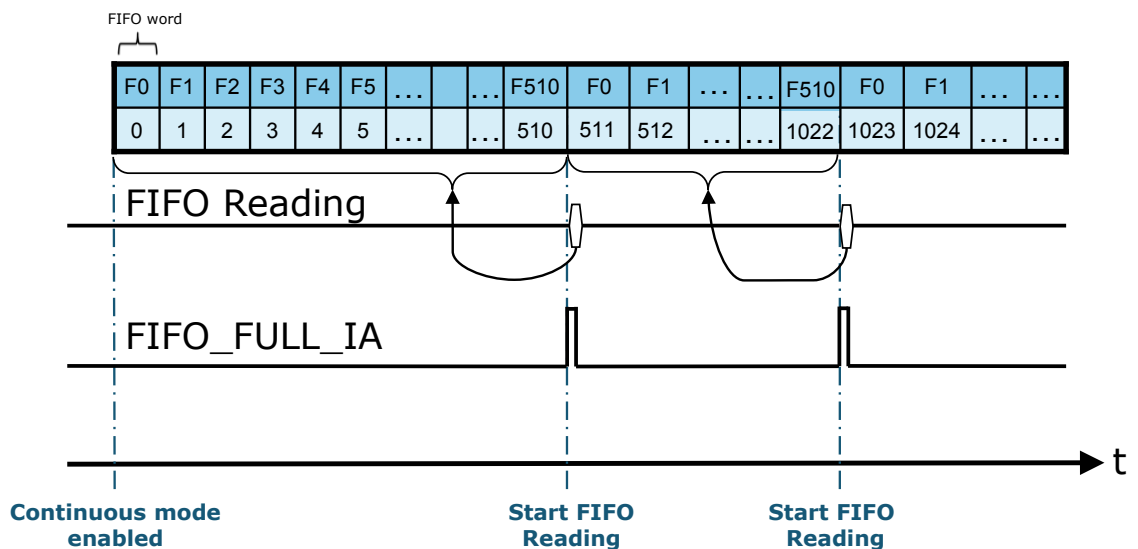 FIFO word
F0 F1 F2 F3 F4 F5 ... ... F510 F0 F1 ... ... F510 F0 F1 ... ...
0 1 2 3 4 5 ... ... 510 511 512 ... ... 1022 1023 1024 ... ...
FIFO Reading
FIFO_FULL_IA
t
Continuous mode
enabled
Start FIFO
Reading
Start FIFO
Reading